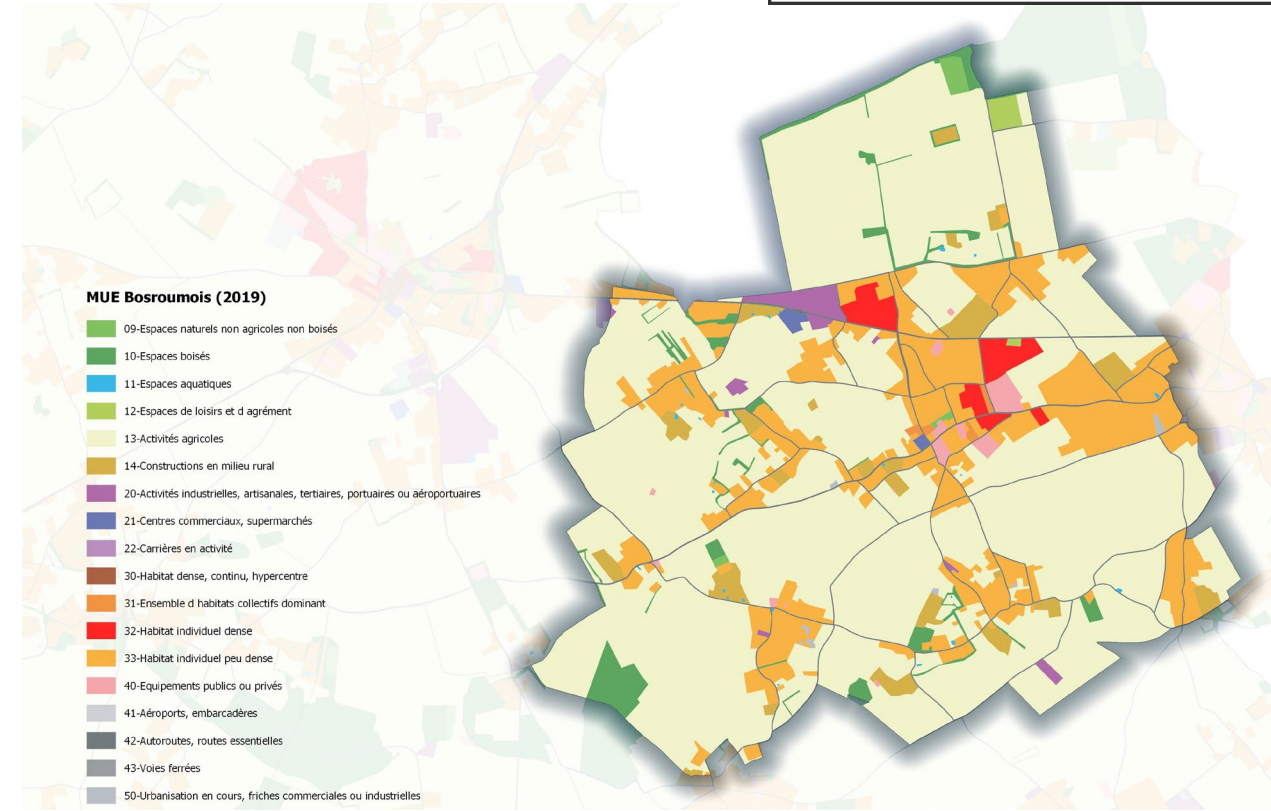 MUE Bosroumois (2019)
09-Espaces naturels non agricoles non boisés
10-Espaces boisés
11-Espaces aquatiques
12-Espaces de loisirs et d agrément
13-Activités agricoles
14-Constructions en milieu rural
20-Activités industrielles, artisanales, tertiaires, portuaires ou aéroportuaires
21-Centres commerciaux, supermarchés
22-Carrières en activité
30-Habitat dense, continu, hypercentre
31-Ensemble d habitats collectifs dominant
32-Habitat individuel dense
33-Habitat individuel peu dense
40-Equipements publics ou privés
41-Aéroports, embarcadères
42-Autoroutes, routes essentielles
43-Voies ferrées
50-Urbanisation en cours, friches commerciales ou industrielles